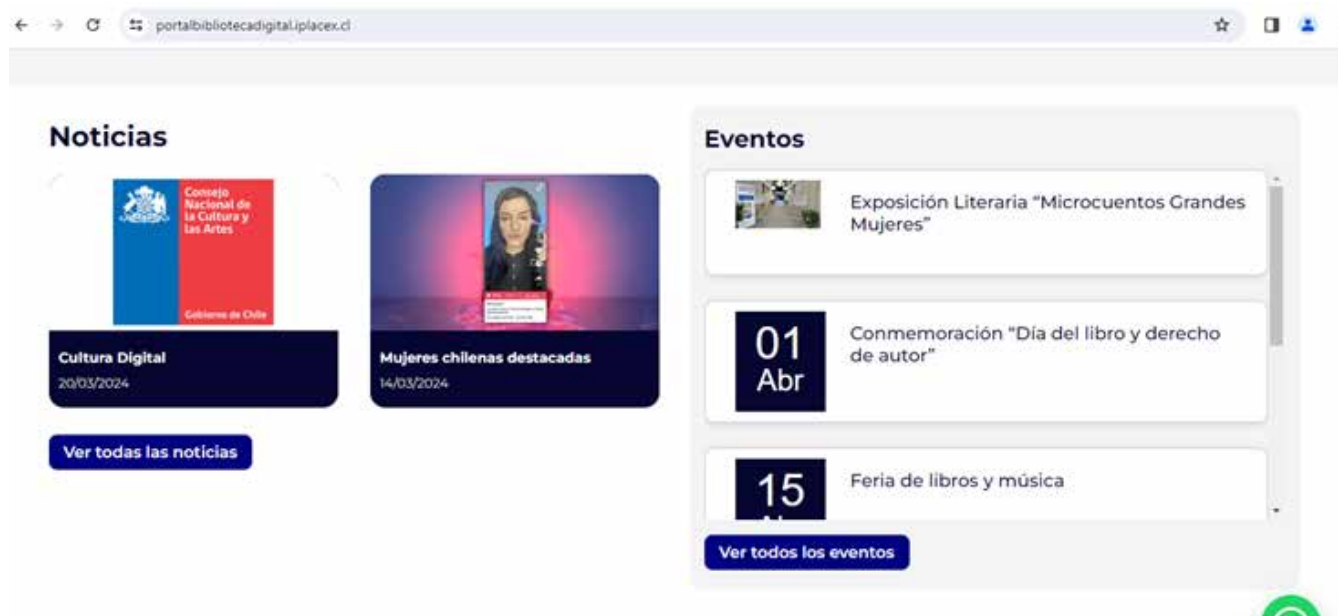 portalbibliotecadigital.iplacex.cl
Noticias
Consejo
Nacional de
la Cultura y
las Artes
Gobierno de Chile
Cultura Digital
20/03/2024
Mujeres chilenas destacadas
14/03/2024
Ver todas las noticias
Eventos
Exposición Literaria “Microcuentos Grandes
Mujeres”
01
Abr
Conmemoración “Día del libro y derecho
de autor”
15
Feria de libros y música
Ver todos los eventos